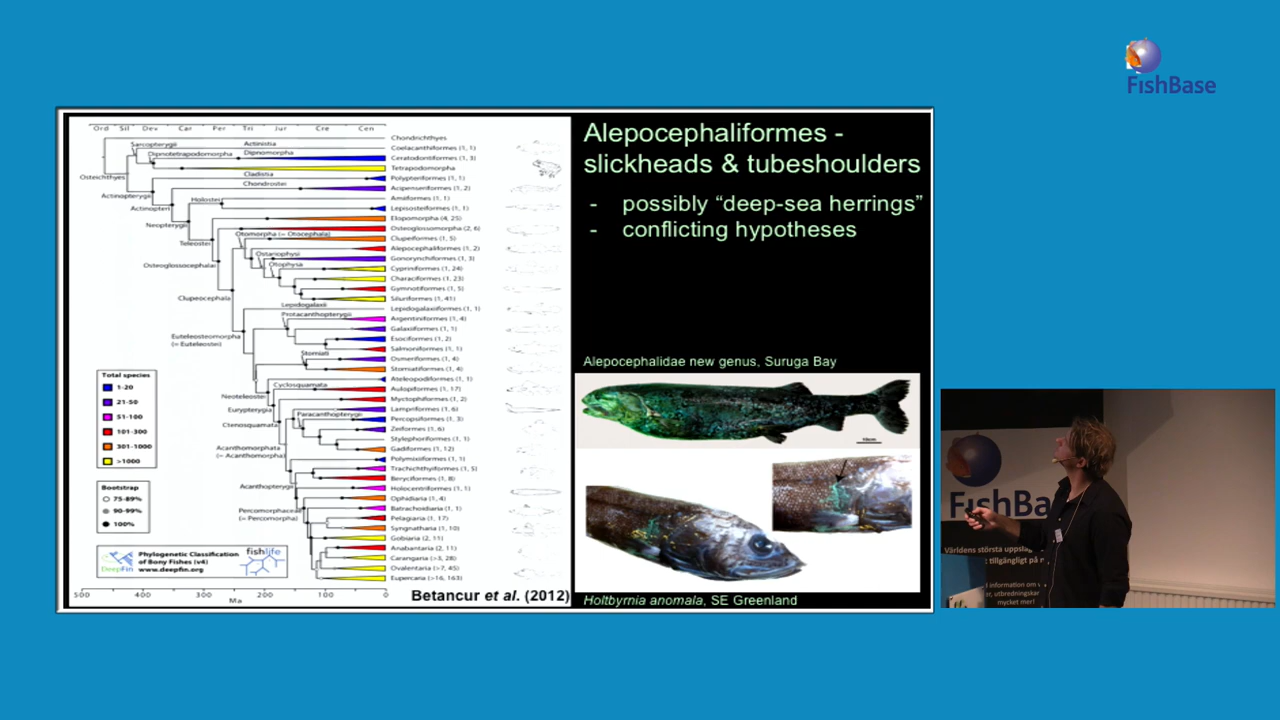 FishBase
Ord Sil Dev Car Per Tri Jur Cre Cen
Chondrichthyes
Sarcopterygii
Actinistia
Coelacanthiformes (1, 1)
Dipnotetrapodomorpha
Dipnomorpha
Ceratodontiformes (1, 3)
Tetrapodomorpha
Osteichthyes
Cladistia
Polypteriformes (1, 1)
Chondrostei
Acipenseriformes (1, 2)
Actinopterygii
Holostei
Amiiformes (1, 1)
Actinopteri
Lepisosteiformes (1, 1)
Elopomorpha (4, 25)
Neopterygii
Osteoglossomorpha (2, 6)
Otomorpha (= Otocephala)
Clupeiformes (1, 5)
Teleostei
Alepocephaliformes (1, 2)
Ostariophysi
Gonorynchiformes (1, 3)
Osteoglossocephala
Otophysa
Cypriniformes (1, 24)
Characiformes (1, 23)
Gymnotiformes (1, 5)
Clupeocephala
Siluriformes (1, 41)
Lepidogalaxii
Lepidogalaxiiformes (1, 1)
Protacanthopterygii
Argentiniformes (1, 4)
Galaxiiformes (1, 1)
Euteleosteomorpha
(= Euteleostei)
Esociformes (1, 2)
Salmoniformes (1, 1)
Stomiati
Osmeriformes (1, 4)
Stomiatiformes (1, 4)
Ateleopodiformes (1, 1)
Cyclosquamata
Aulopiformes (1, 17)
Neoteleostei
Myctophiformes (1, 2)
Eurypterygia
Lampriformes (1, 6)
Paracanthopterygii
Percopsiformes (1, 3)
Ctenosquamata
Zeiformes (1, 6)
Stylephoriformes (1, 1)
Acanthomorphata
(= Acanthomorpha)
Gadiformes (1, 12)
Polymixiiformes (1, 1)
Trachichthyiformes (1, 5)
Beryciformes (1, 8)
Acanthopterygii
Holocentriformes (1, 1)
Ophidiaria (1, 4)
Percomorphaceae
(= Percomorpha)
Batrachoidiaria (1, 1)
Pelagiaria (1, 17)
Syngnatharia (1, 10)
Gobiaria (2, 11)
Anabantaria (2, 11)
Carangaria (>3, 28)
Ovalentaria (>7, 45)
Eupercaria (>16, 163)
Total species
1-20
21-50
51-100
101-300
301-1000
>1000
Bootstrap
75-89%
90-99%
100%
DeepFin
Phylogenetic Classification
of Bony Fishes (v4)
www.deepfin.org
fishlife
500 400 300 200 100 0
Ma
Betancur et al. (2012)
Alepocephaliformes -
slickheads & tubeshoulders
- possibly “deep-sea herrings”
- conflicting hypotheses
Alepocephalidae new genus, Suruga Bay
10cm
Holtbyrnia anomala, SE Greenland
FishBa
Världens största uppslag
tillgängligt på
information om
utbredningskar
mycket mer!